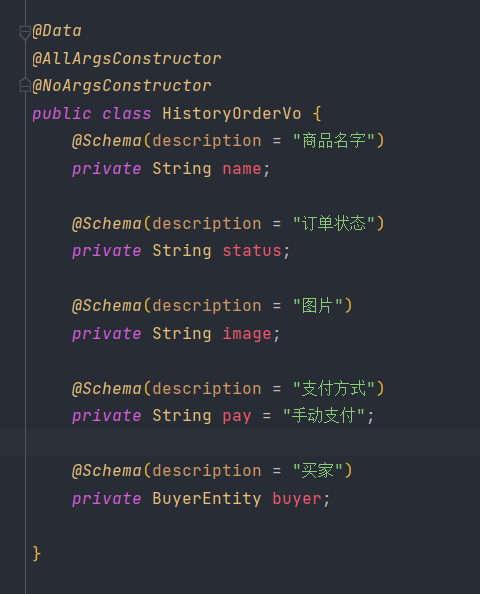 @Data
@AllArgsConstructor
@NoArgsConstructor
public class HistoryOrderVo {
@Schema(description = "商品名字")
private String name;
@Schema(description = "订单状态")
private String status;
@Schema(description = "图片")
private String image;
@Schema(description = "支付方式")
private String pay = "手动支付";
@Schema(description = "买家")
private BuyerEntity buyer;
}